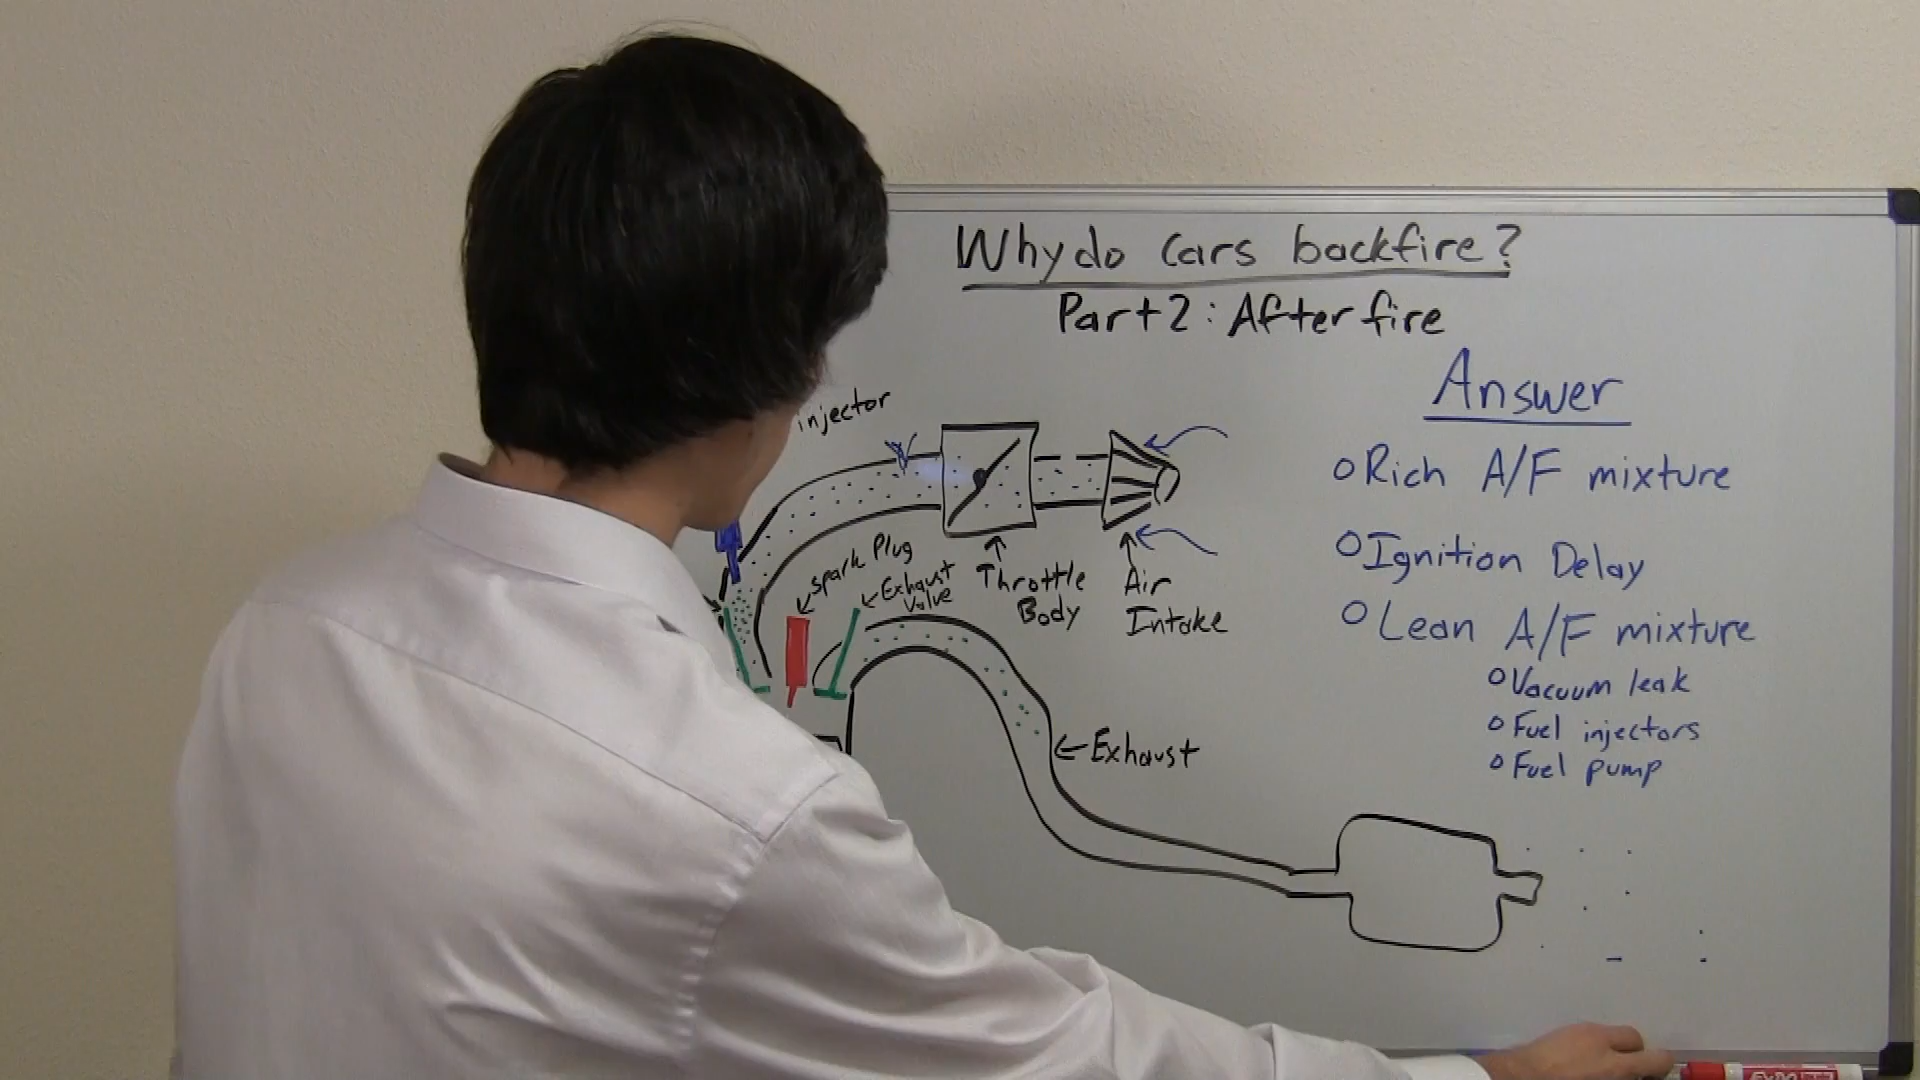 Why do cars backfire?
Part 2: Afterfire
Answer
injector
Rich A/F mixture
spark Plug
Exhaust
Valve
Throttle
Body
Air
Intake
Ignition Delay
Lean A/F mixture
Vacuum leak
Fuel injectors
Fuel pump
Exhaust
EXPO